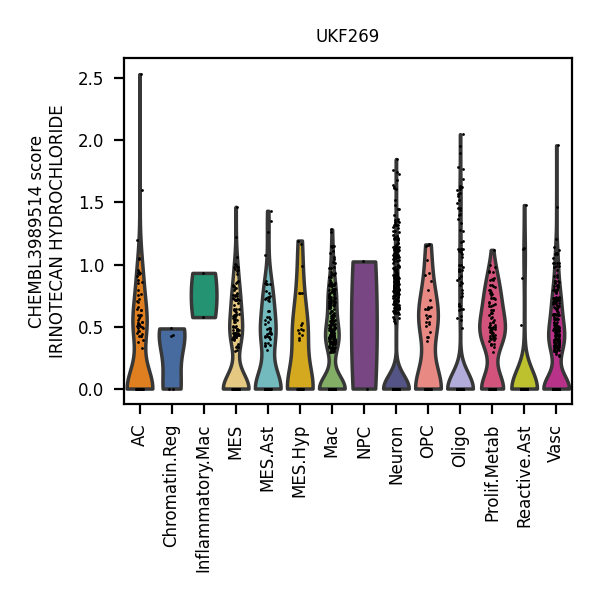 UKF269
CHEMBL3989514 score
IRINOTECAN HYDROCHLORIDE
2.5
2.0
1.5
1.0
0.5
0.0
AC
Chromatin.Reg
Inflammatory.Mac
MES
MES.Ast
MES.Hyp
Mac
NPC
Neuron
OPC
Oligo
Prolif.Metab
Reactive.Ast
Vasc